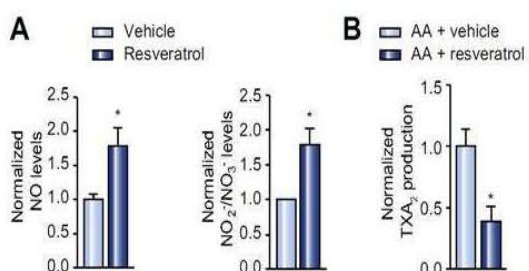 A
Vehicle
Resveratrol
Normalized
NO levels
2.5
2.0
1.5
1.0
0.5
0.0
*
Normalized
NO₂⁻/NO₃⁻ levels
2.5
2.0
1.5
1.0
0.5
0.0
*
B
AA + vehicle
AA + resveratrol
Normalized
TXA₂ production
1.5
1.0
0.5
0.0
*